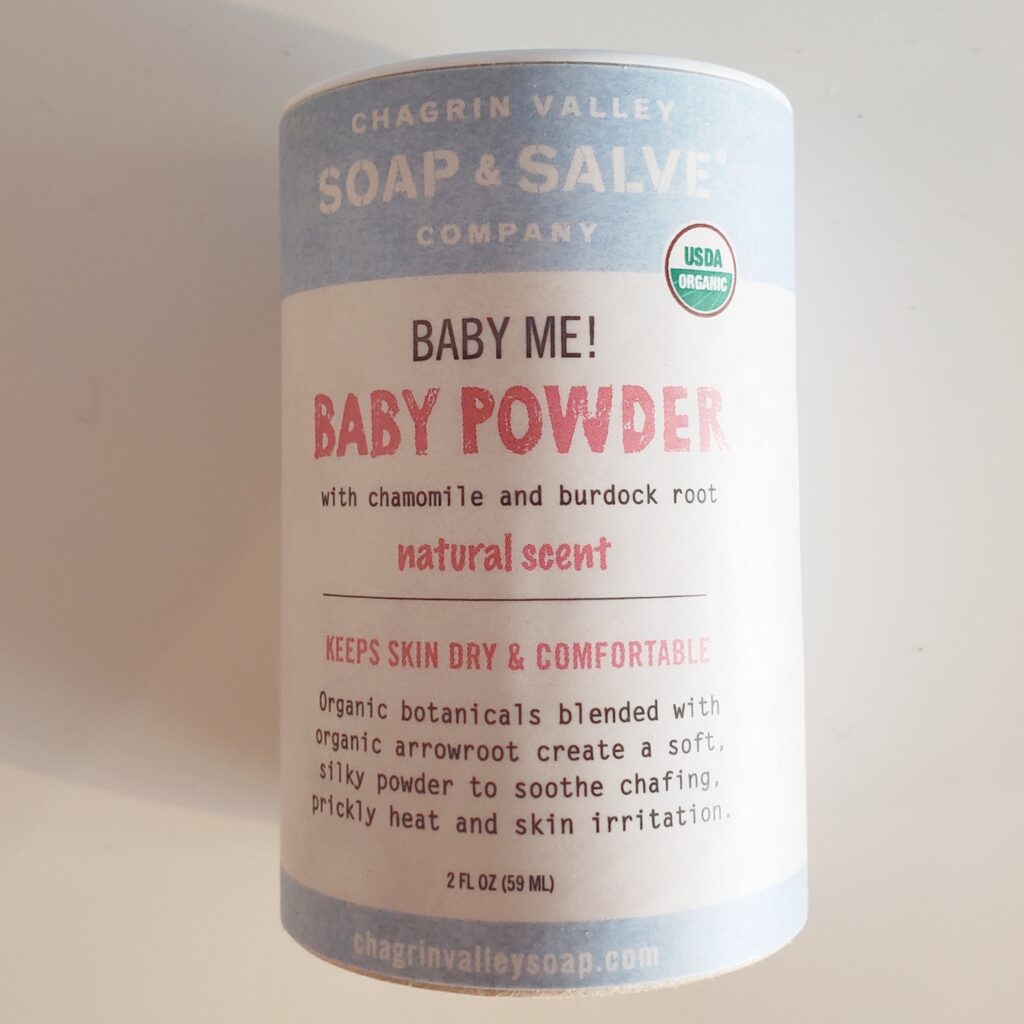 CHAGRIN VALLEY
SOAP & SALVE®
COMPANY
USDA
ORGANIC
BABY ME!
BABY POWDER
with chamomile and burdock root
natural scent
KEEPS SKIN DRY & COMFORTABLE
Organic botanicals blended with
organic arrowroot create a soft,
silky powder to soothe chafing,
prickly heat and skin irritation.
2 FL OZ (59 ML)
chagrinvalleysoap.com